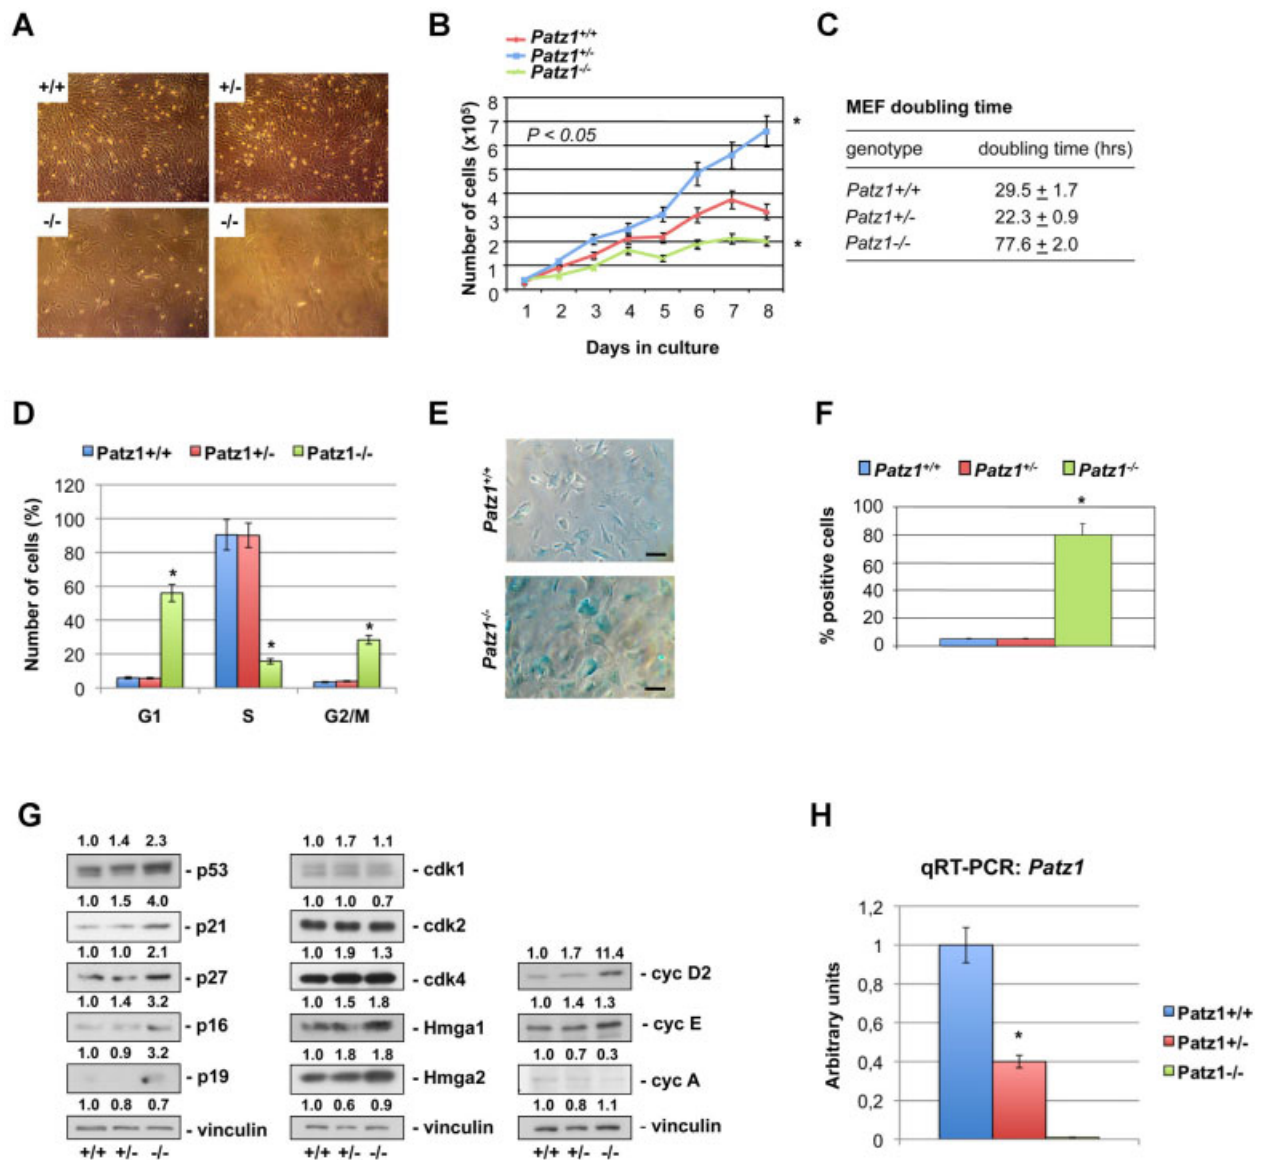 A
+/+
+/-
-/-
-/-
B
Patz1+/+
Patz1+/-
Patz1-/-
Number of cells (x10⁵)
8
7
6
5
4
3
2
1
0
P < 0.05
*
*
1 2 3 4 5 6 7 8
Days in culture
C
MEF doubling time
genotype doubling time (hrs)
Patz1+/+ 29.5 ± 1.7
Patz1+/- 22.3 ± 0.9
Patz1-/- 77.6 ± 2.0
D
Patz1+/+ Patz1+/- Patz1-/-
Number of cells (%)
120
100
80
60
40
20
0
*
*
*
G1 S G2/M
E
Patz1+/+
Patz1-/-
F
Patz1+/+ Patz1+/- Patz1-/-
% positive cells
100
80
60
40
20
0
*
G
1.0 1.4 2.3
- p53
1.0 1.5 4.0
- p21
1.0 1.0 2.1
- p27
1.0 1.4 3.2
- p16
1.0 0.9 3.2
- p19
1.0 0.8 0.7
- vinculin
+/+ +/- -/-
1.0 1.7 1.1
- cdk1
1.0 1.0 0.7
- cdk2
1.0 1.9 1.3
- cdk4
1.0 1.5 1.8
- Hmga1
1.0 1.8 1.8
- Hmga2
1.0 0.6 0.9
- vinculin
+/+ +/- -/-
1.0 1.7 11.4
- cyc D2
1.0 1.4 1.3
- cyc E
1.0 0.7 0.3
- cyc A
1.0 0.8 1.1
- vinculin
+/+ +/- -/-
H
qRT-PCR: Patz1
Arbitrary units
1,2
1
0,8
0,6
0,4
0,2
0
*
Patz1+/+
Patz1+/-
Patz1-/-